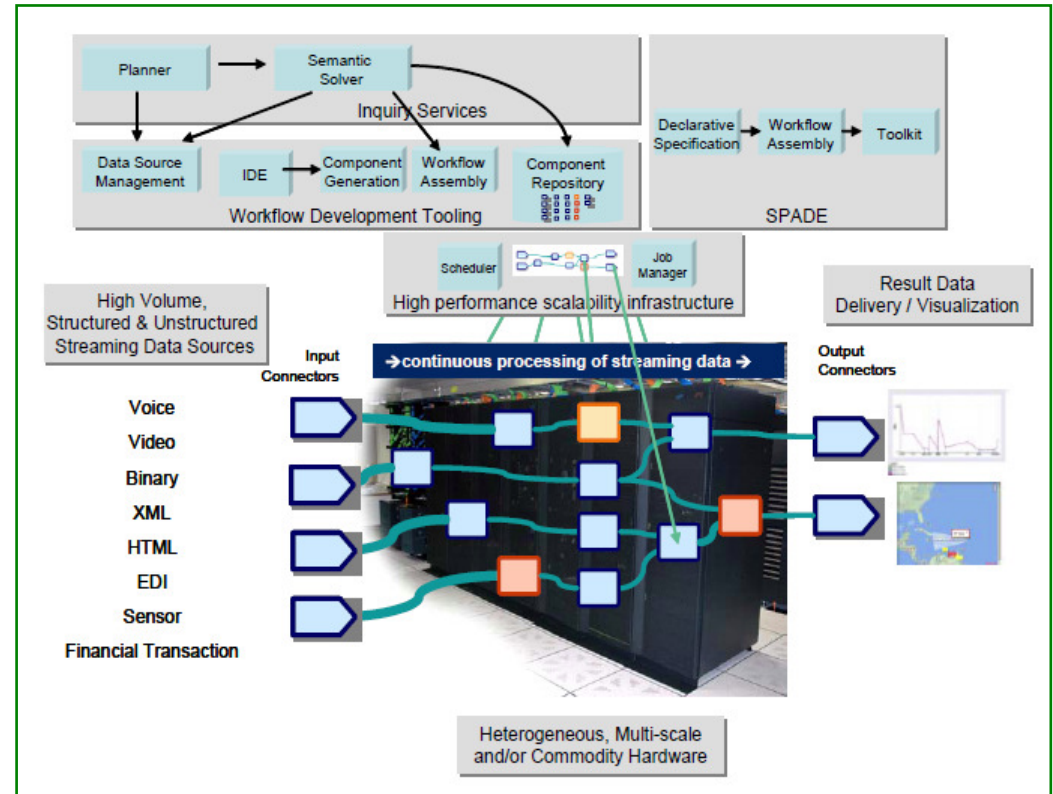 Planner
Semantic
Solver
Inquiry Services
Data Source
Management
IDE
Component
Generation
Workflow
Assembly
Component
Repository
Workflow Development Tooling
Declarative
Specification
Workflow
Assembly
Toolkit
SPADE
Scheduler
Job
Manager
High performance scalability infrastructure
High Volume,
Structured & Unstructured
Streaming Data Sources
Result Data
Delivery / Visualization
Input
Connectors
→continuous processing of streaming data →
Output
Connectors
Voice
Video
Binary
XML
HTML
EDI
Sensor
Financial Transaction
Heterogeneous, Multi-scale
and/or Commodity Hardware